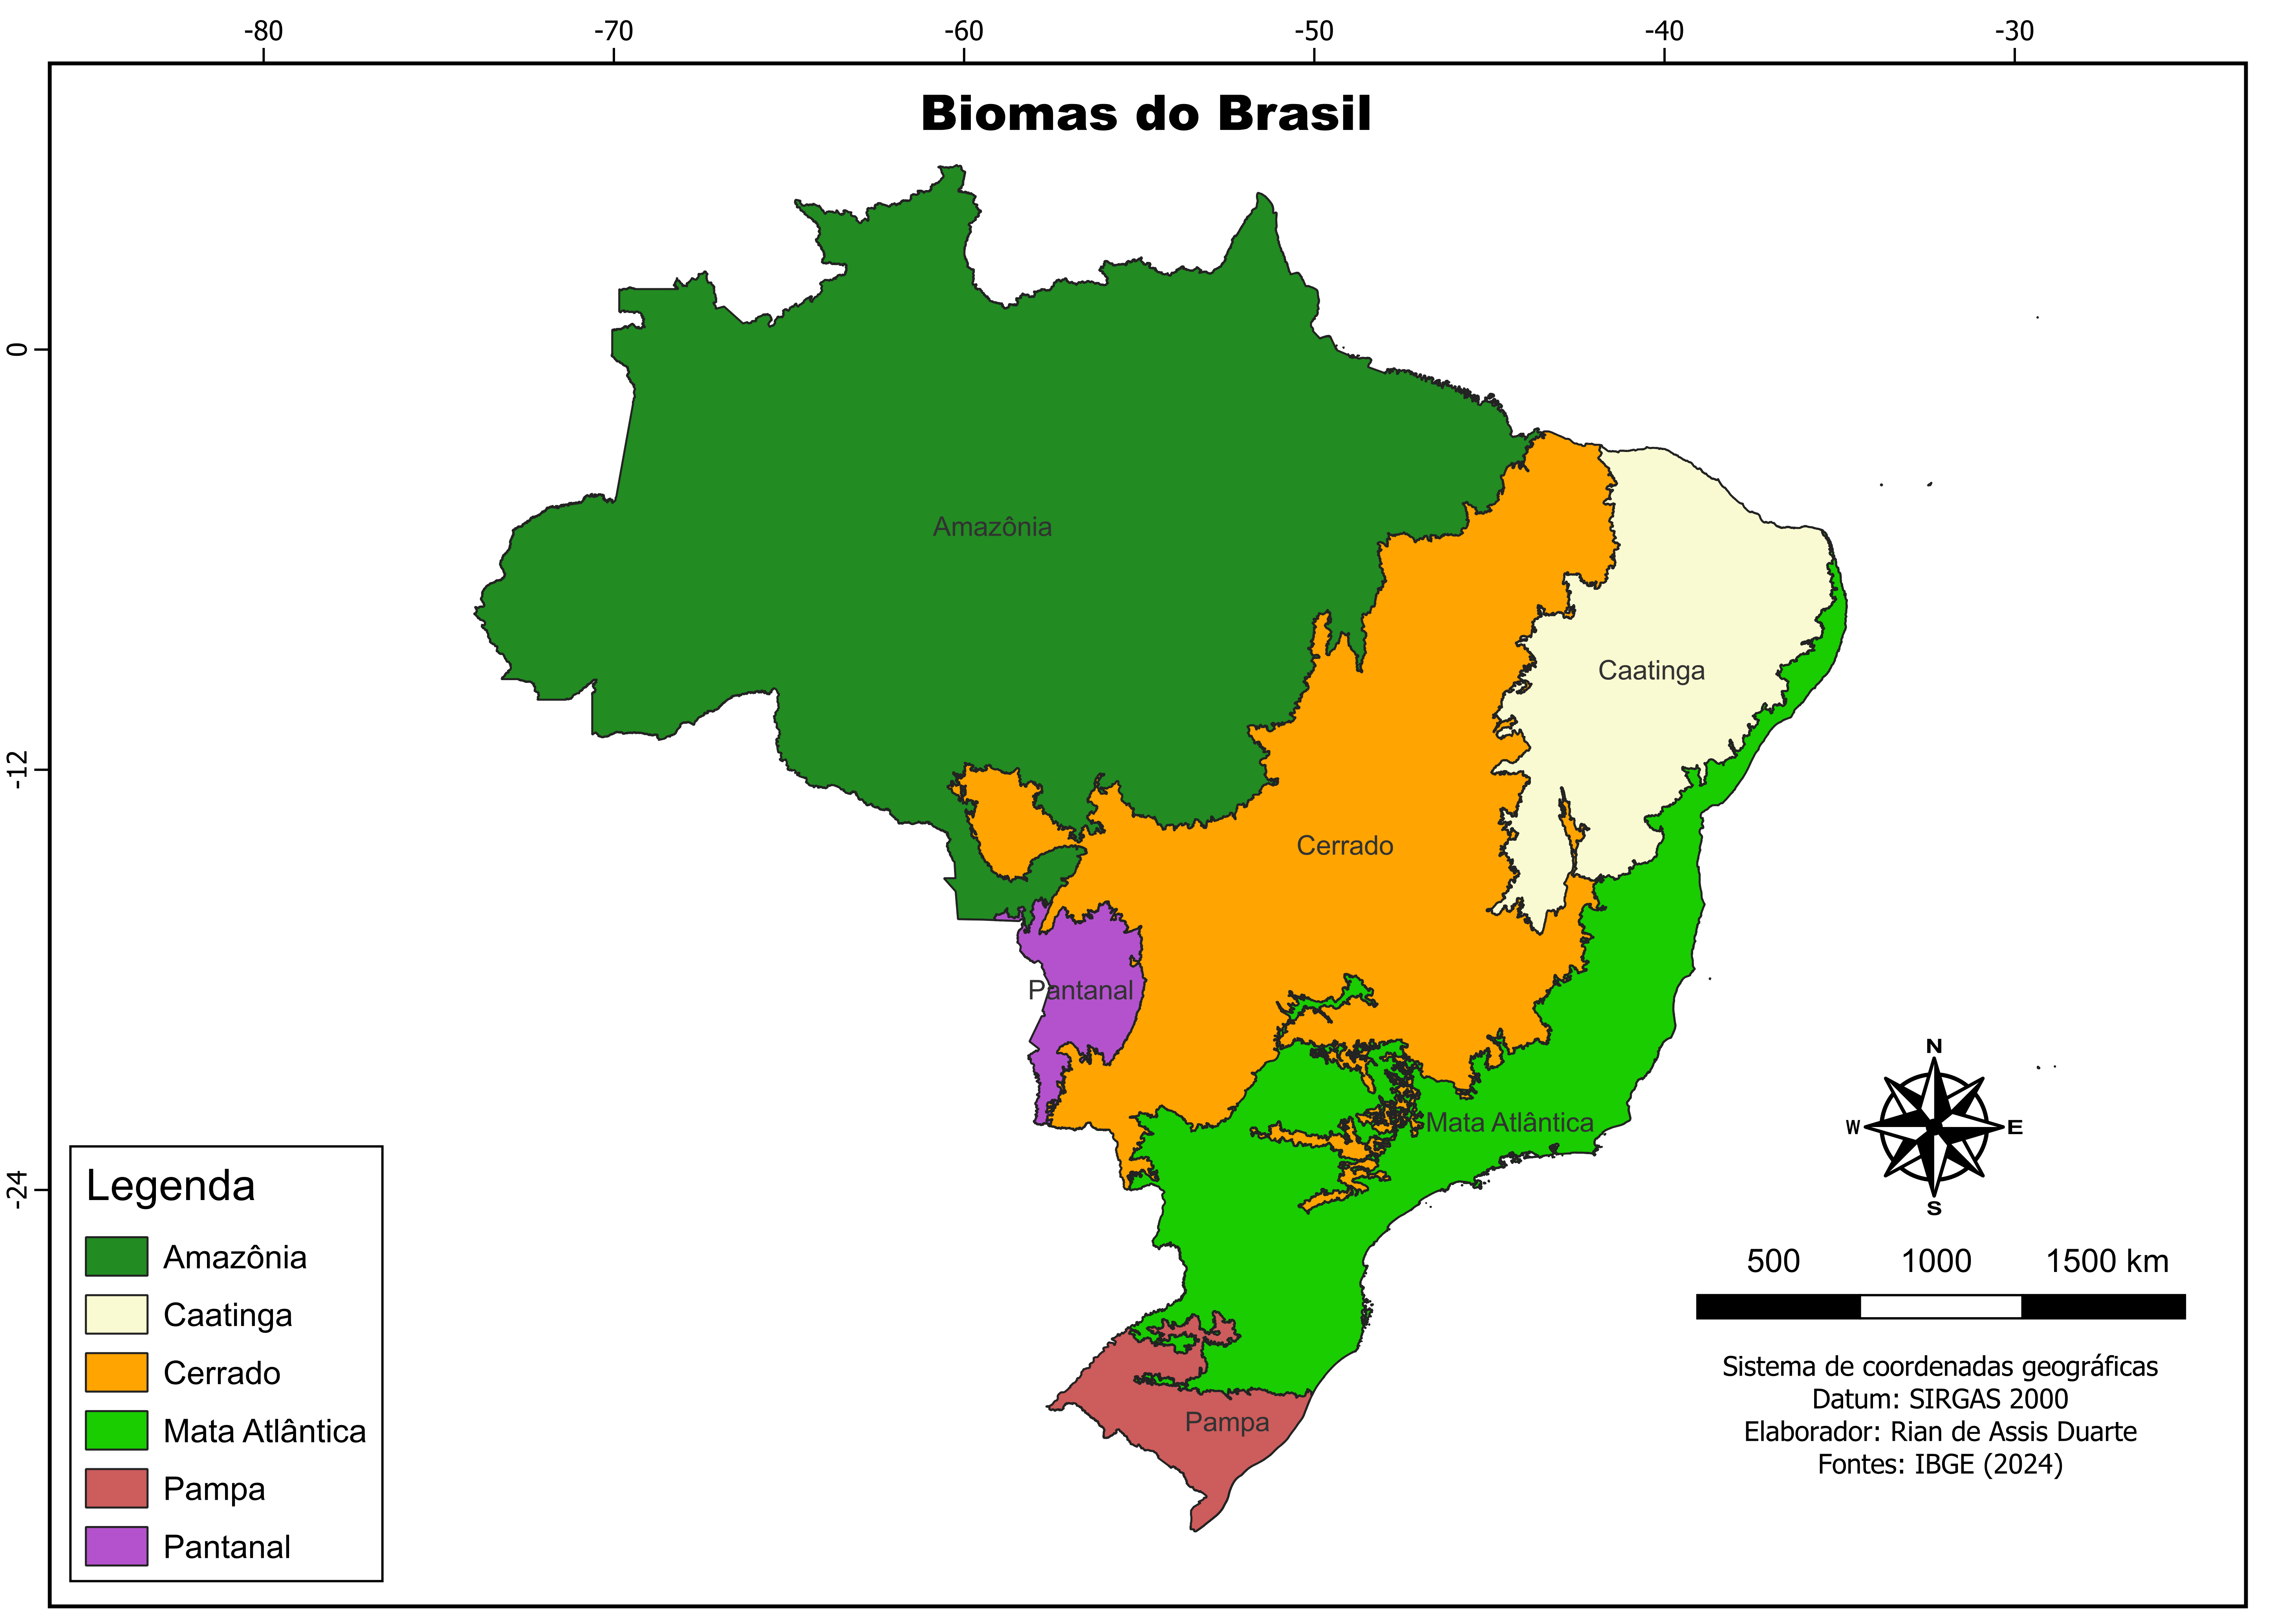 -80 -70 -60 -50 -40 -30
Biomas do Brasil
0
-12
-24
Amazônia
Caatinga
Cerrado
Pantanal
Mata Atlântica
Pampa
N
W E
S
Legenda
Amazônia
Caatinga
Cerrado
Mata Atlântica
Pampa
Pantanal
500 1000 1500 km
Sistema de coordenadas geográficas
Datum: SIRGAS 2000
Elaborador: Rian de Assis Duarte
Fontes: IBGE (2024)